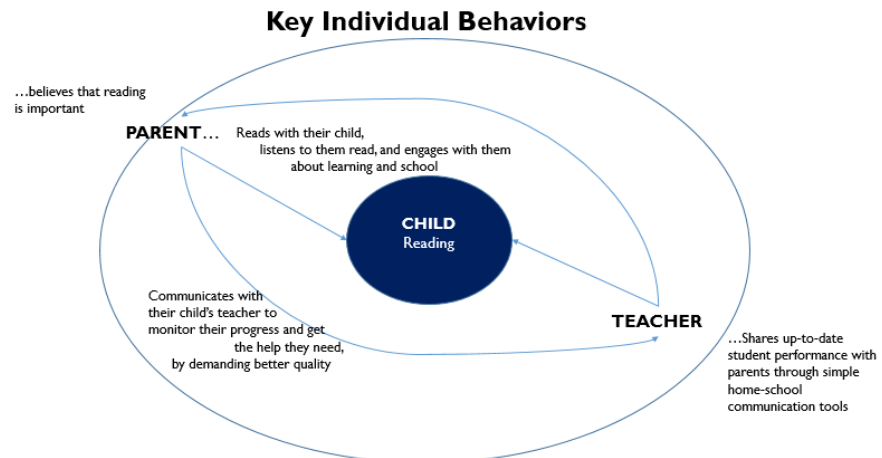 Key Individual Behaviors
…believes that reading
is important
PARENT…
Reads with their child,
listens to them read, and engages with them
about learning and school
CHILD
Reading
Communicates with
their child's teacher to
monitor their progress and get
the help they need,
by demanding better quality
TEACHER
…Shares up-to-date
student performance with
parents through simple
home-school
communication tools